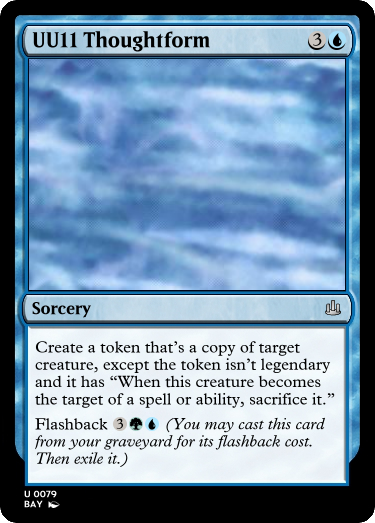 UU11 Thoughtform 3
Sorcery
Create a token that's a copy of target
creature, except the token isn't legendary
and it has “When this creature becomes
the target of a spell or ability, sacrifice it.”
Flashback 3 (You may cast this card
from your graveyard for its flashback cost.
Then exile it.)
U 0079
BAY